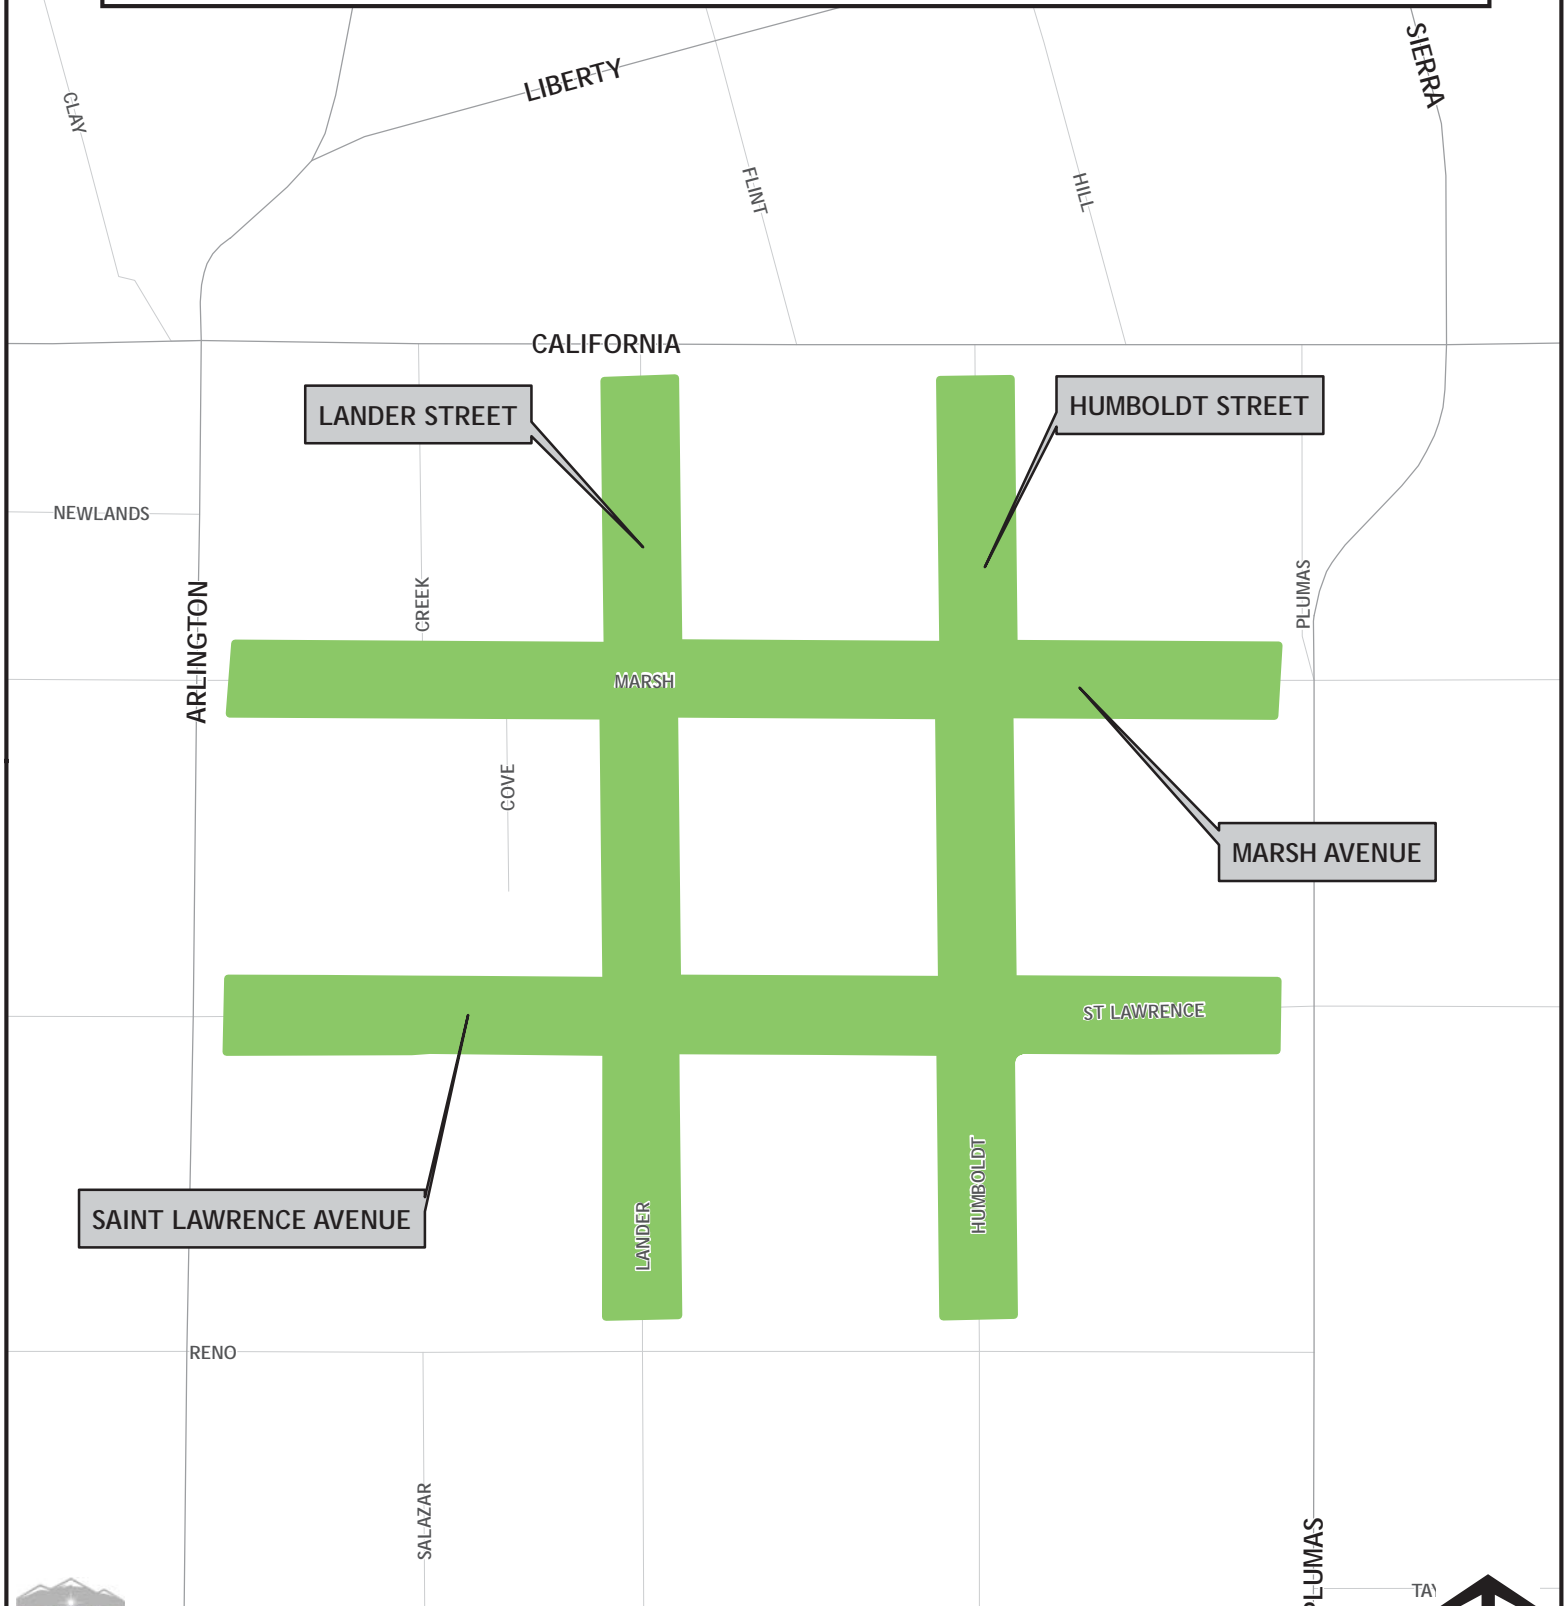 SIERRA
LIBERTY
CLAY
FLINT
HILL
CALIFORNIA
LANDER STREET
HUMBOLDT STREET
NEWLANDS
ARLINGTON
CREEK
PLUMAS
MARSH
COVE
MARSH AVENUE
ST LAWRENCE
SAINT LAWRENCE AVENUE
LANDER
HUMBOLDT
RENO
SALAZAR
PLUMAS